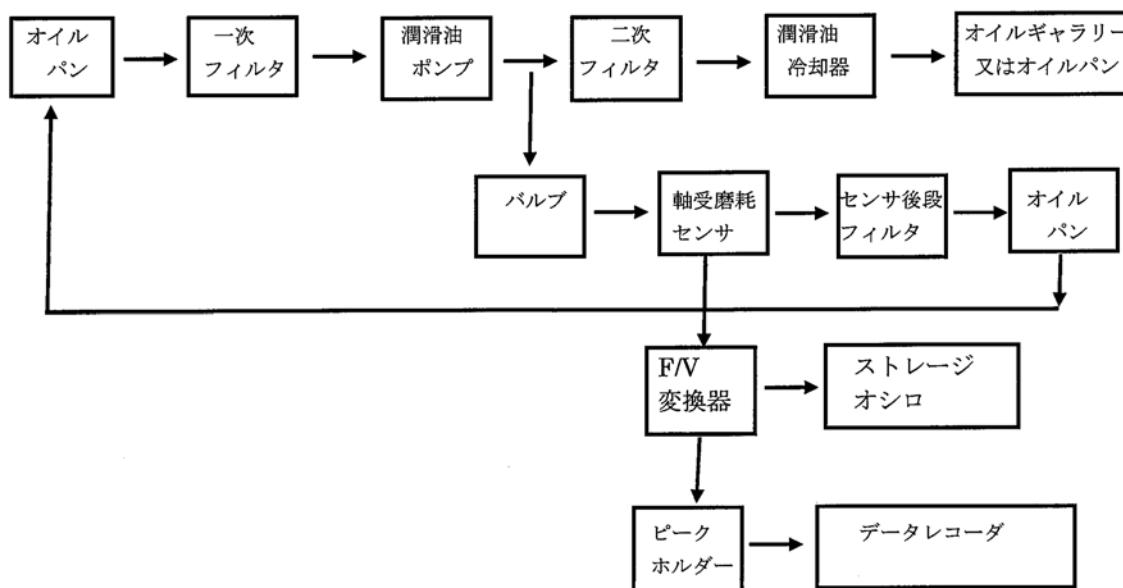 オイル
パン
一次
フィルタ
潤滑油
ポンプ
二次
フィルタ
潤滑油
冷却器
オイルギャラリー
又はオイルパン
バルブ
軸受磨耗
センサ
センサ後段
フィルタ
オイル
パン
F/V
変換器
ストレージ
オシロ
ピーク
ホルダー
データレコーダ